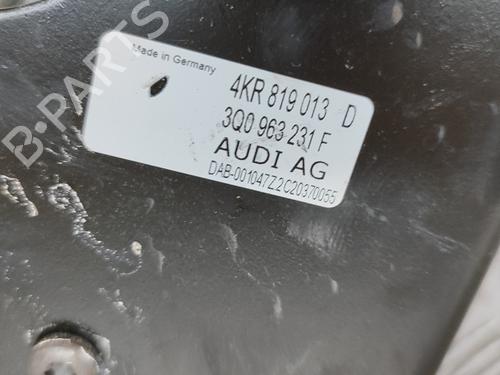 B-PARTS
Made in Germany
4KR 819 013 D
3Q0 963 231 F
AUDI AG
DAB-001047Z2C20370055